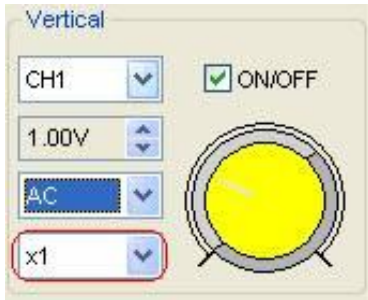 Vertical
CH1
ON/OFF
1.00V
AC
x1